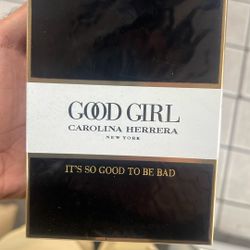 GOOD GIRL
CAROLINA HERRERA
NEW YORK
IT'S SO GOOD TO BE BAD